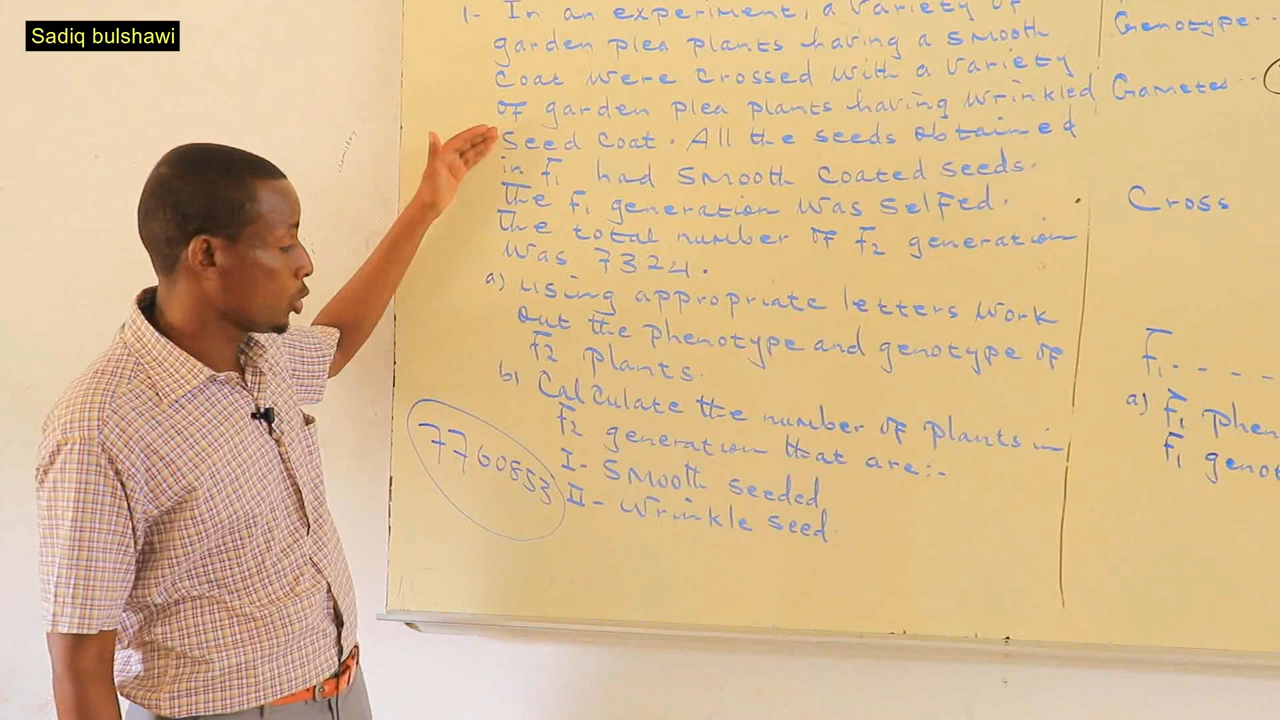 Sadiq bulshawi
1- In an experiment, a variety of
garden plea plants having a smooth
coat were crossed with a variety
of garden plea plants having wrinkled
seed coat. All the seeds obtained
in F1 had smooth coated seeds.
The F1 generation was selfed.
The total number of F2 generation
was 7324.
a) using appropriate letters work
out the phenotype and genotype of
F2 plants.
b) Calculate the number of plants in
F2 generation that are:-
I- Smooth seeded
II- Wrinkle seed.
7760853
Genotype..
Gametes..
Cross
F1 - - - -
a) F1 phen
F1 genot